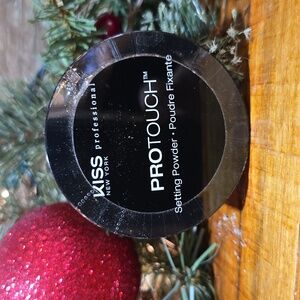 KISS professional
NEW YORK
PROTOUCH™
Setting Powder • Poudre Fixante